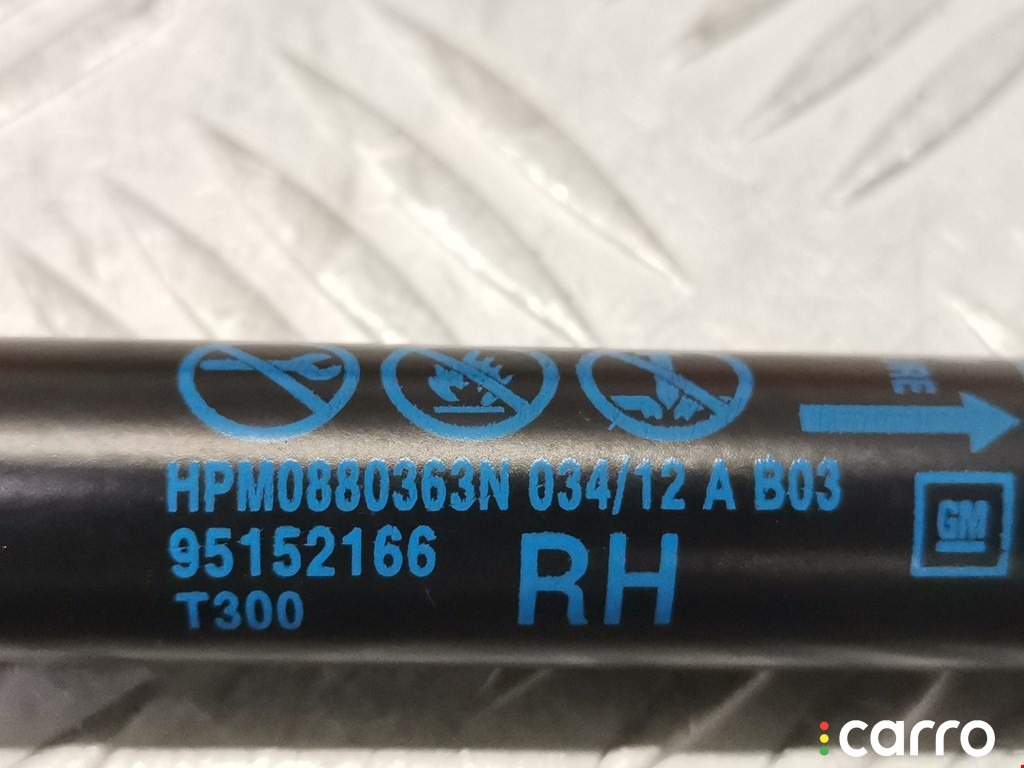 HPM0880363N 034/12 A B03
95152166
RH
T300
GM
carro